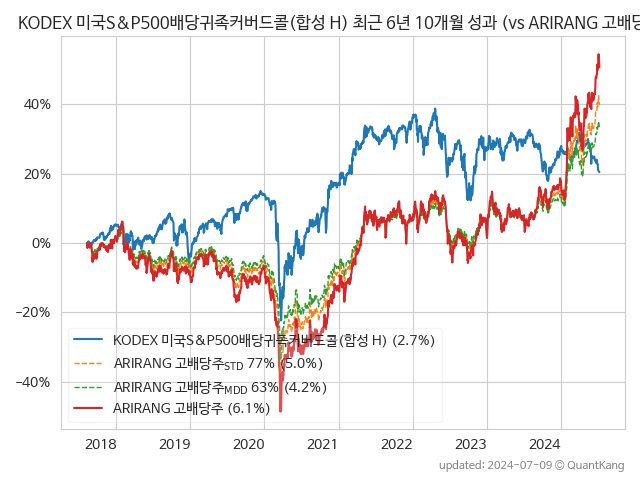 KODEX 미국S&P500배당귀족커버드콜(합성 H) 최근 6년 10개월 성과 (vs ARIRANG 고배당
40%
20%
0%
−20%
−40%
KODEX 미국S&P500배당귀족커버드콜(합성 H) (2.7%)
ARIRANG 고배당주STD 77% (5.0%)
ARIRANG 고배당주MDD 63% (4.2%)
ARIRANG 고배당주 (6.1%)
2018 2019 2020 2021 2022 2023 2024
updated: 2024-07-09 © QuantKang